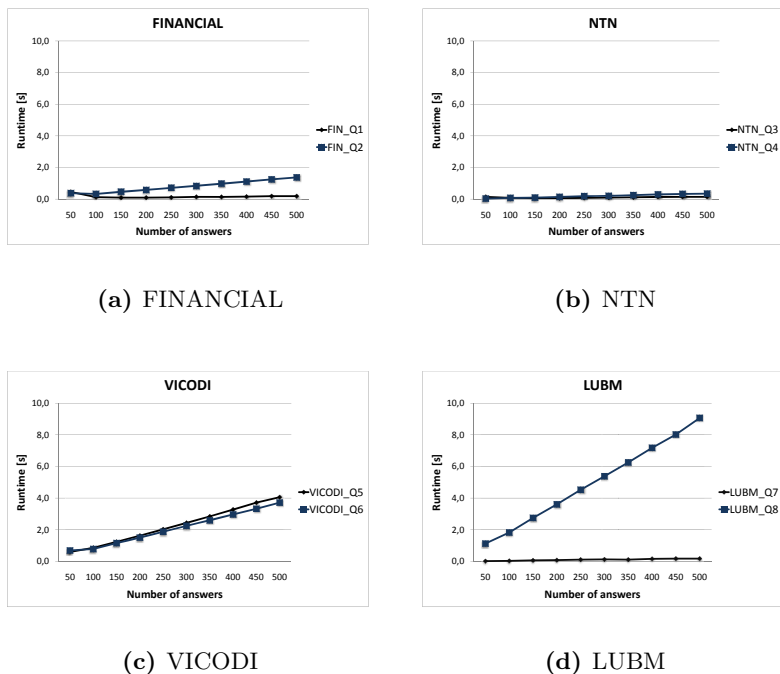 FINANCIAL
10,0
8,0
6,0
4,0
2,0
0,0
Runtime [s]
50 100 150 200 250 300 350 400 450 500
Number of answers
FIN_Q1
FIN_Q2
(a) FINANCIAL
NTN
10,0
8,0
6,0
4,0
2,0
0,0
Runtime [s]
50 100 150 200 250 300 350 400 450 500
Number of answers
NTN_Q3
NTN_Q4
(b) NTN
VICODI
10,0
8,0
6,0
4,0
2,0
0,0
Runtime [s]
50 100 150 200 250 300 350 400 450 500
Number of answers
VICODI_Q5
VICODI_Q6
(c) VICODI
LUBM
10,0
8,0
6,0
4,0
2,0
0,0
Runtime [s]
50 100 150 200 250 300 350 400 450 500
Number of answers
LUBM_Q7
LUBM_Q8
(d) LUBM